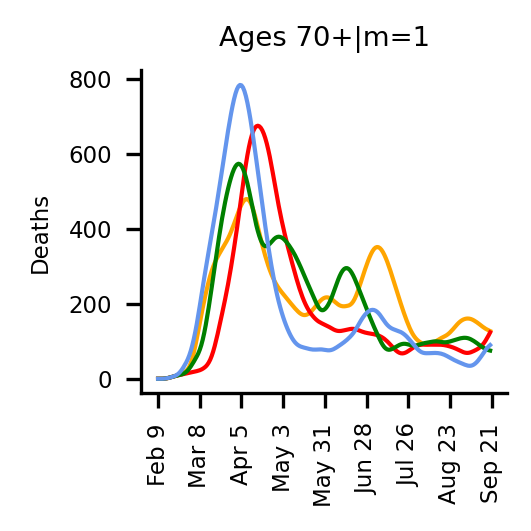 Ages 70+|m=1
Deaths
800
600
400
200
0
Feb 9
Mar 8
Apr 5
May 3
May 31
Jun 28
Jul 26
Aug 23
Sep 21